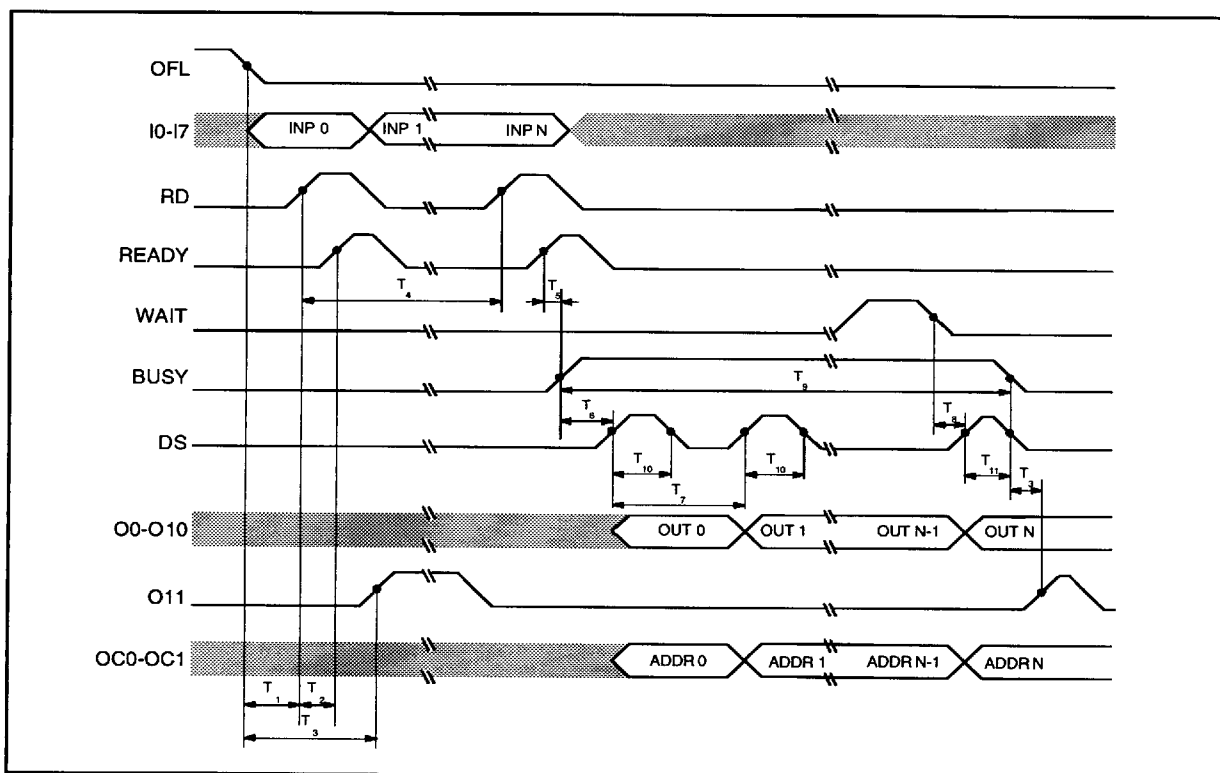 OFL
I0-I7 INP 0 INP 1 INP N
RD
READY
T4 T5
WAIT
BUSY
T9
T6 T8
DS
T10 T10 T11 T3
T7
O0-O10 OUT 0 OUT 1 OUT N-1 OUT N
O11
OC0-OC1 ADDR 0 ADDR 1 ADDR N-1 ADDR N
T1 T2
T3